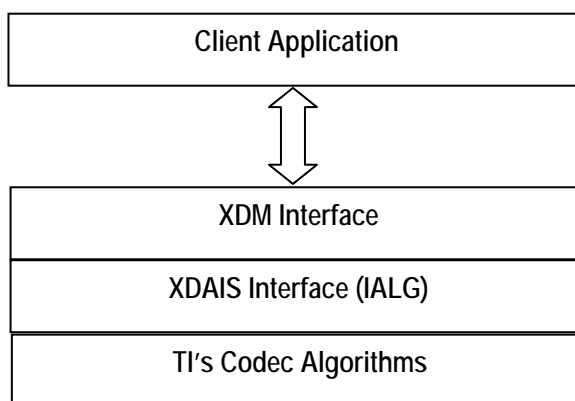 Client Application
XDM Interface
XDAIS Interface (IALG)
TI's Codec Algorithms